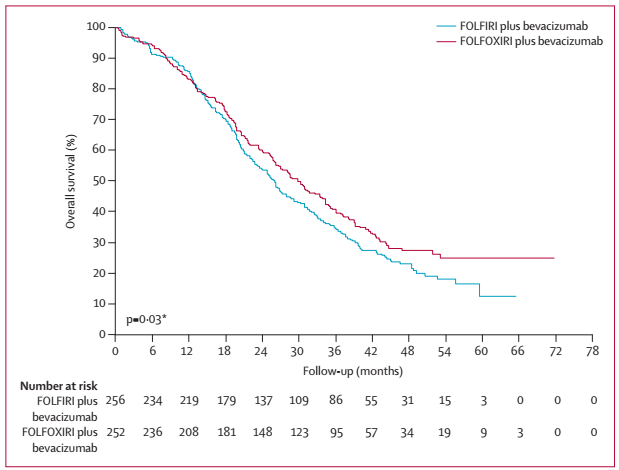 FOLFIRI plus bevacizumab
FOLFOXIRI plus bevacizumab
Overall survival (%)
100
90
80
70
60
50
40
30
20
10
0
p=0·03*
0 6 12 18 24 30 36 42 48 54 60 66 72 78
Follow-up (months)
Number at risk
FOLFIRI plus bevacizumab 256 234 219 179 137 109 86 55 31 15 3 0 0 0
FOLFOXIRI plus bevacizumab 252 236 208 181 148 123 95 57 34 19 9 3 0 0